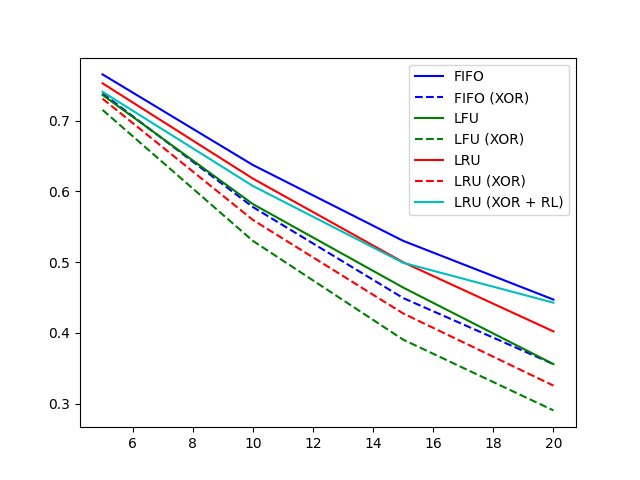 FIFO
FIFO (XOR)
LFU
LFU (XOR)
LRU
LRU (XOR)
LRU (XOR + RL)
0.7
0.6
0.5
0.4
0.3
6 8 10 12 14 16 18 20